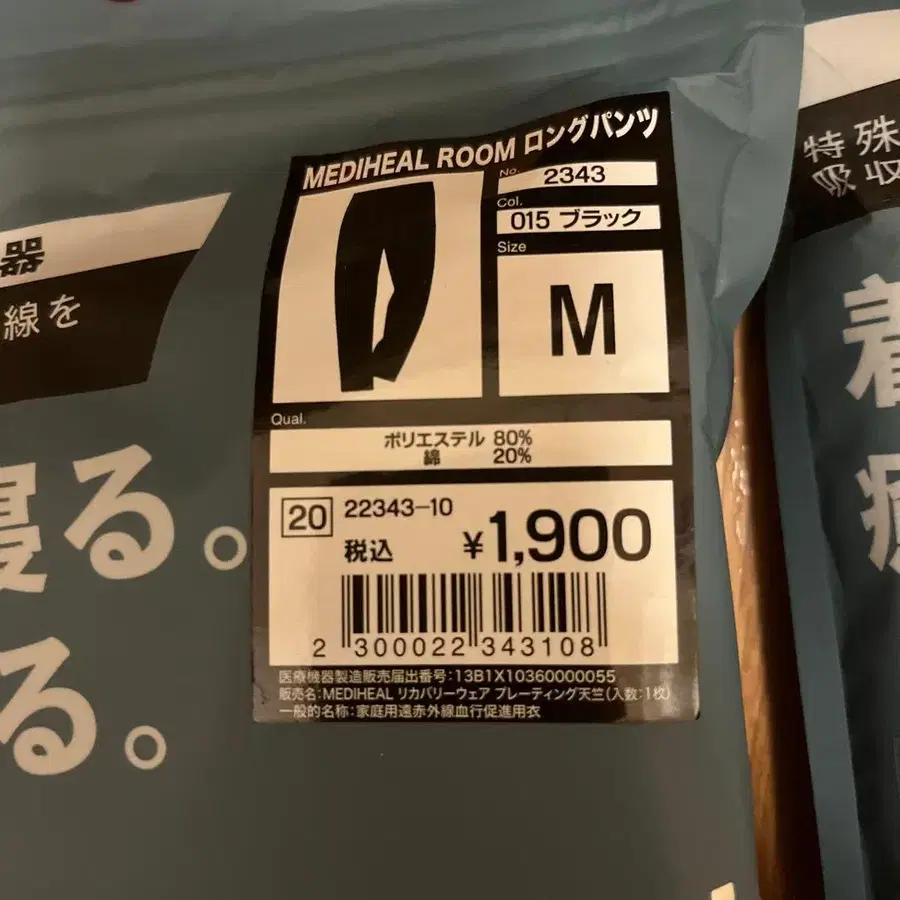 MEDIHEAL ROOM ロングパンツ
No. 2343
Col.
015 ブラック
Size
M
Qual.
ポリエステル 80%
綿 20%
20 22343-10
税込 ¥1,900
2 300022 343108
医療機器製造販売届出番号:13B1X10360000055
販売名:MEDIHEAL リカバリーウェア プレーティング天竺(入数:1枚)
一般的名称:家庭用遠赤外線血行促進用衣
器
線を
寝る。
る。
特殊
吸収
着